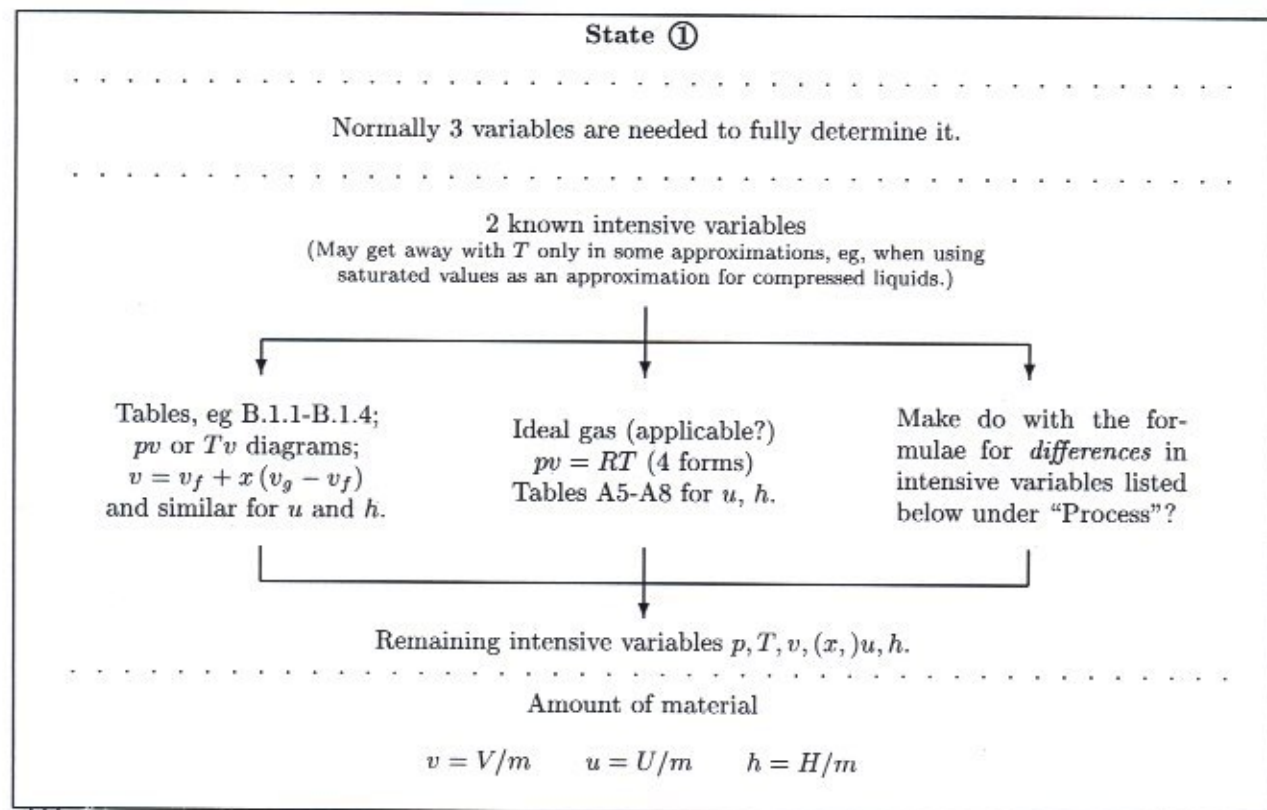 State ①
Normally 3 variables are needed to fully determine it.
2 known intensive variables
(May get away with T only in some approximations, eg, when using
saturated values as an approximation for compressed liquids.)
Tables, eg B.1.1-B.1.4;
pv or Tv diagrams;
v = v_f + x (v_g − v_f)
and similar for u and h.
Ideal gas (applicable?)
pv = RT (4 forms)
Tables A5-A8 for u, h.
Make do with the for-
mulae for differences in
intensive variables listed
below under “Process”?
Remaining intensive variables p, T, v, (x,)u, h.
Amount of material
v = V/m u = U/m h = H/m